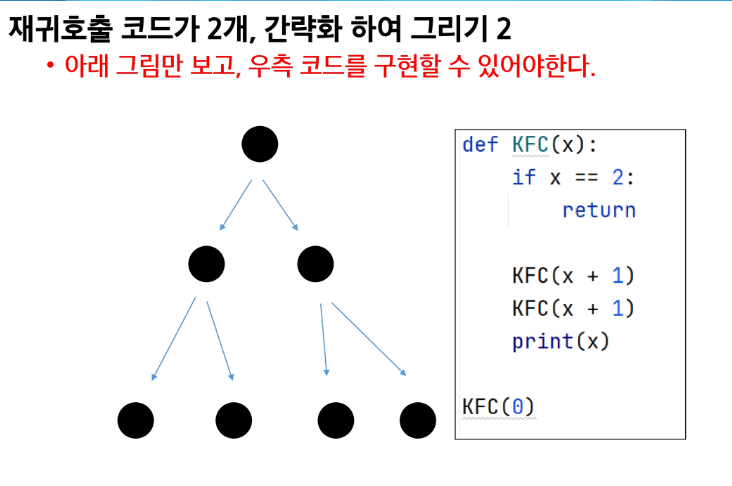 재귀호출 코드가 2개, 간략화 하여 그리기 2
• 아래 그림만 보고, 우측 코드를 구현할 수 있어야한다.
def KFC(x):
    if x == 2:
        return
    KFC(x + 1)
    KFC(x + 1)
    print(x)
KFC(0)